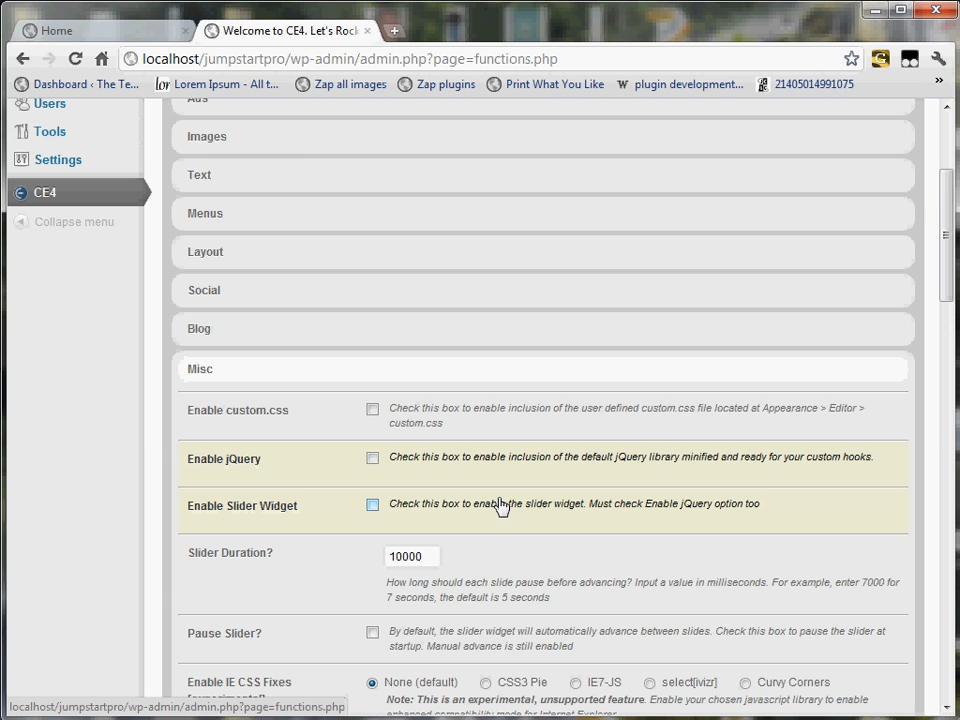 Home
Welcome to CE4. Let's Rock
localhost/jumpstartpro/wp-admin/admin.php?page=functions.php
Dashboard ‹ The Te...
lor
Lorem Ipsum - All t...
Zap all images
Zap plugins
Print What You Like
W
plugin development...
21405014991075
»
Users
Tools
Settings
CE4
Collapse menu
Ads
Images
Text
Menus
Layout
Social
Blog
Misc
Enable custom.css
Check this box to enable inclusion of the user defined custom.css file located at Appearance > Editor >
custom.css
Enable jQuery
Check this box to enable inclusion of the default jQuery library minified and ready for your custom hooks.
Enable Slider Widget
Check this box to enable the slider widget. Must check Enable jQuery option too
Slider Duration?
10000
How long should each slide pause before advancing? Input a value in milliseconds. For example, enter 7000 for
7 seconds, the default is 5 seconds
Pause Slider?
By default, the slider widget will automatically advance between slides. Check this box to pause the slider at
startup. Manual advance is still enabled
Enable IE CSS Fixes
None (default)
CSS3 Pie
IE7-JS
select[ivizr]
Curvy Corners
Note: This is an experimental, unsupported feature. Enable your chosen javascript library to enable
enhanced compatibility mode for Internet Explorer
localhost/jumpstartpro/wp-admin/admin.php?page=functions.php